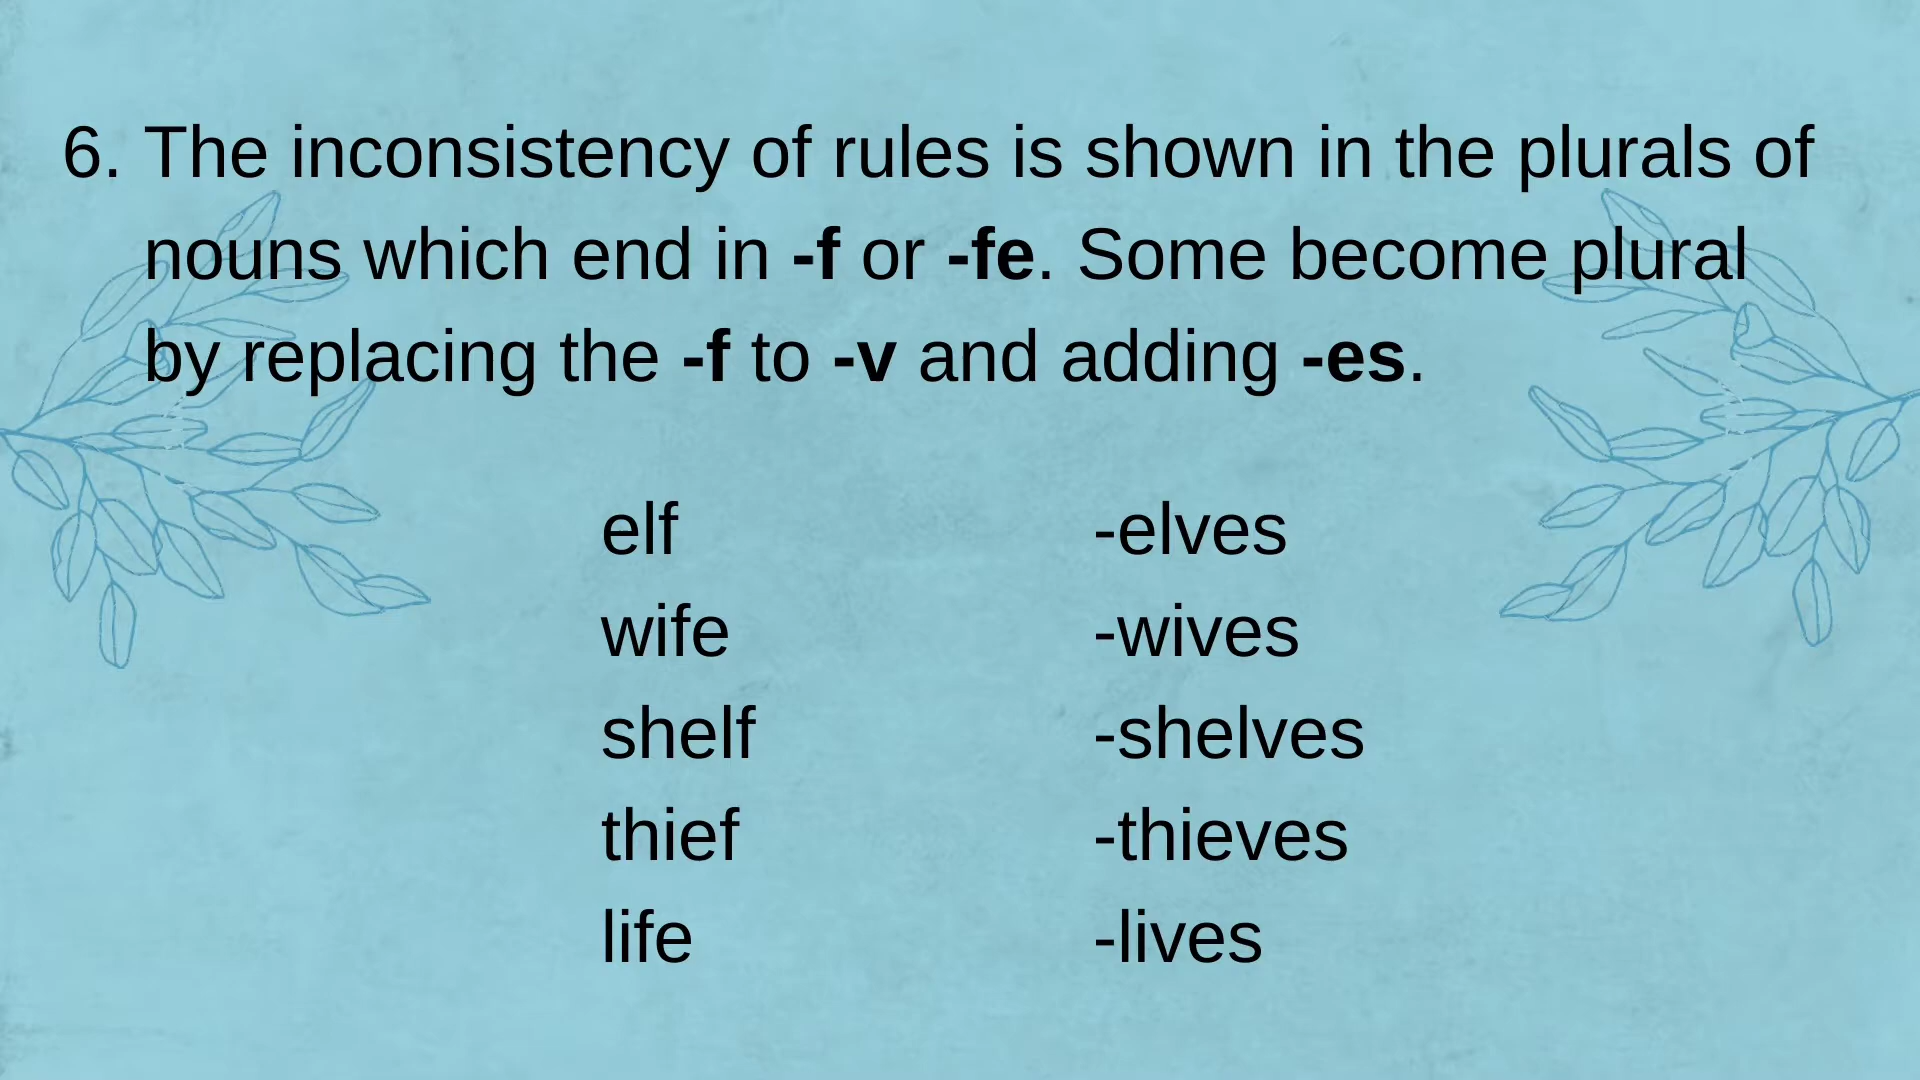 6. The inconsistency of rules is shown in the plurals of
nouns which end in -f or -fe. Some become plural
by replacing the -f to -v and adding -es.
elf -elves
wife -wives
shelf -shelves
thief -thieves
life -lives